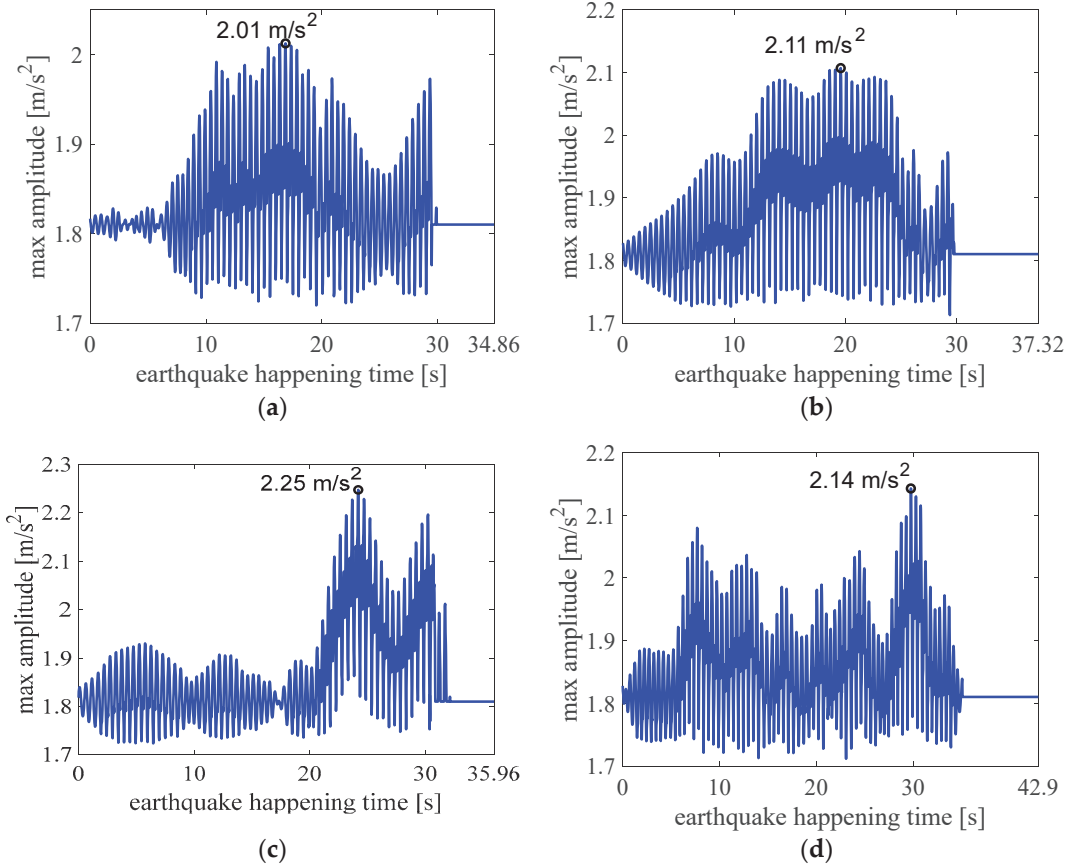 2.01 m/s²
max amplitude [m/s²]
2
1.9
1.8
1.7
0 10 20 30 34.86
earthquake happening time [s]
(a)
2.11 m/s²
max amplitude [m/s²]
2.2
2.1
2
1.9
1.8
1.7
0 10 20 30 37.32
earthquake happening time [s]
(b)
2.25 m/s²
max amplitude [m/s²]
2.3
2.2
2.1
2
1.9
1.8
1.7
0 10 20 30 35.96
earthquake happening time [s]
(c)
2.14 m/s²
max amplitude [m/s²]
2.2
2.1
2
1.9
1.8
1.7
0 10 20 30 42.9
earthquake happening time [s]
(d)